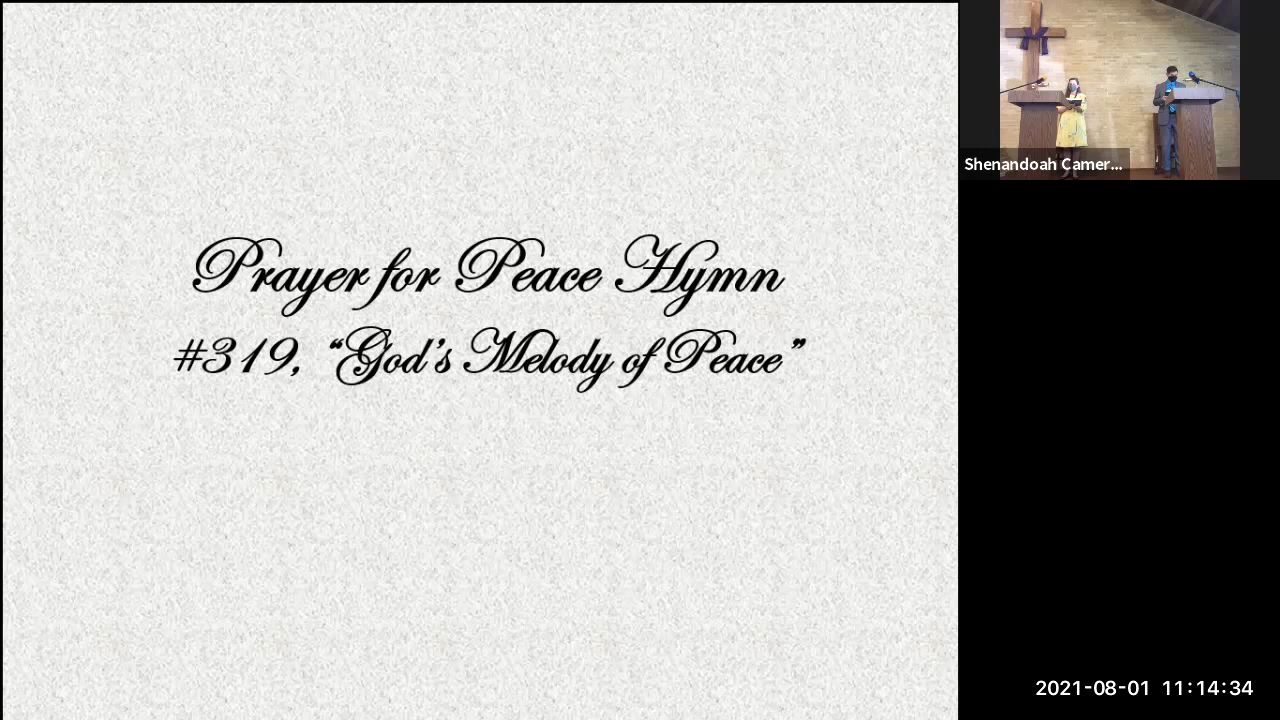 Prayer for Peace Hymn
#319, “God’s Melody of Peace”
Shenandoah Camer...
2021-08-01 11:14:34